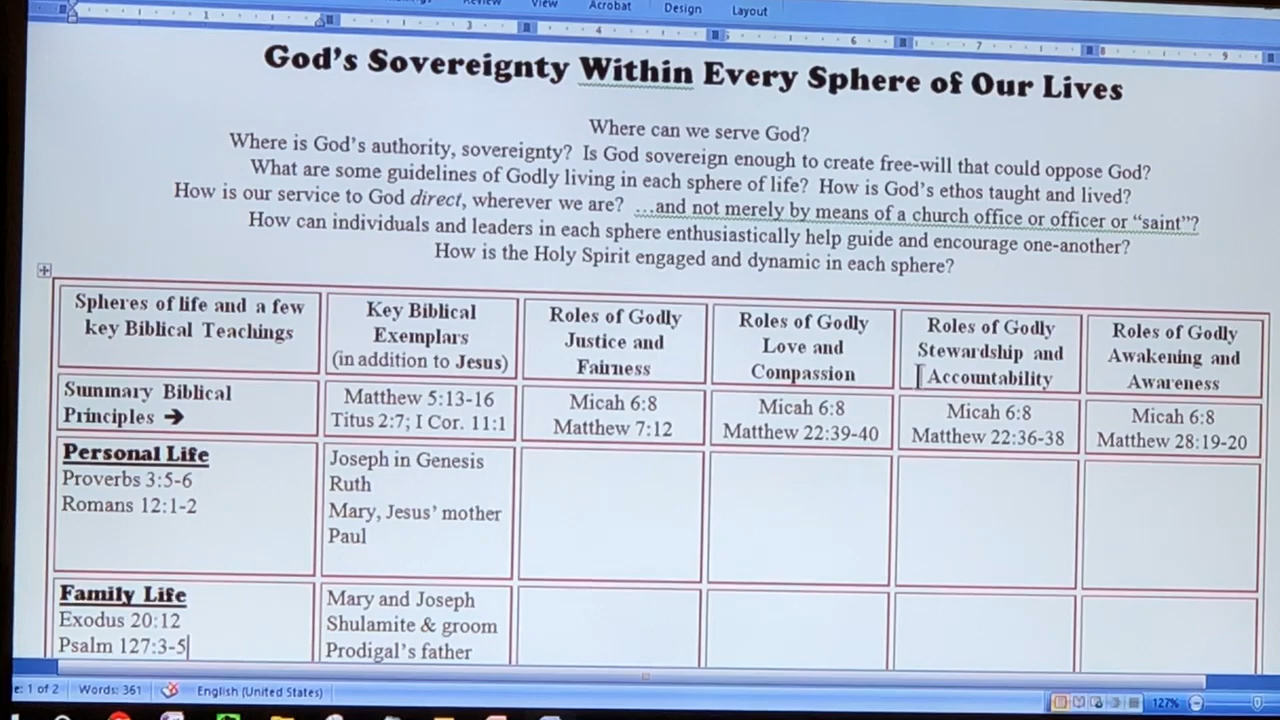 Review
View
Acrobat
Design
Layout
God's Sovereignty Within Every Sphere of Our Lives
Where can we serve God?
Where is God's authority, sovereignty? Is God sovereign enough to create free-will that could oppose God?
What are some guidelines of Godly living in each sphere of life? How is God's ethos taught and lived?
How is our service to God direct, wherever we are? …and not merely by means of a church office or officer or "saint"?
How can individuals and leaders in each sphere enthusiastically help guide and encourage one-another?
How is the Holy Spirit engaged and dynamic in each sphere?
Spheres of life and a few
key Biblical Teachings
Key Biblical
Exemplars
(in addition to Jesus)
Roles of Godly
Justice and
Fairness
Roles of Godly
Love and
Compassion
Roles of Godly
Stewardship and
Accountability
Roles of Godly
Awakening and
Awareness
Summary Biblical
Principles →
Matthew 5:13-16
Titus 2:7; I Cor. 11:1
Micah 6:8
Matthew 7:12
Micah 6:8
Matthew 22:39-40
Micah 6:8
Matthew 22:36-38
Micah 6:8
Matthew 28:19-20
Personal Life
Proverbs 3:5-6
Romans 12:1-2
Joseph in Genesis
Ruth
Mary, Jesus' mother
Paul
Family Life
Exodus 20:12
Psalm 127:3-5
Mary and Joseph
Shulamite & groom
Prodigal's father
e: 1 of 2
Words: 361
English (United States)
127%